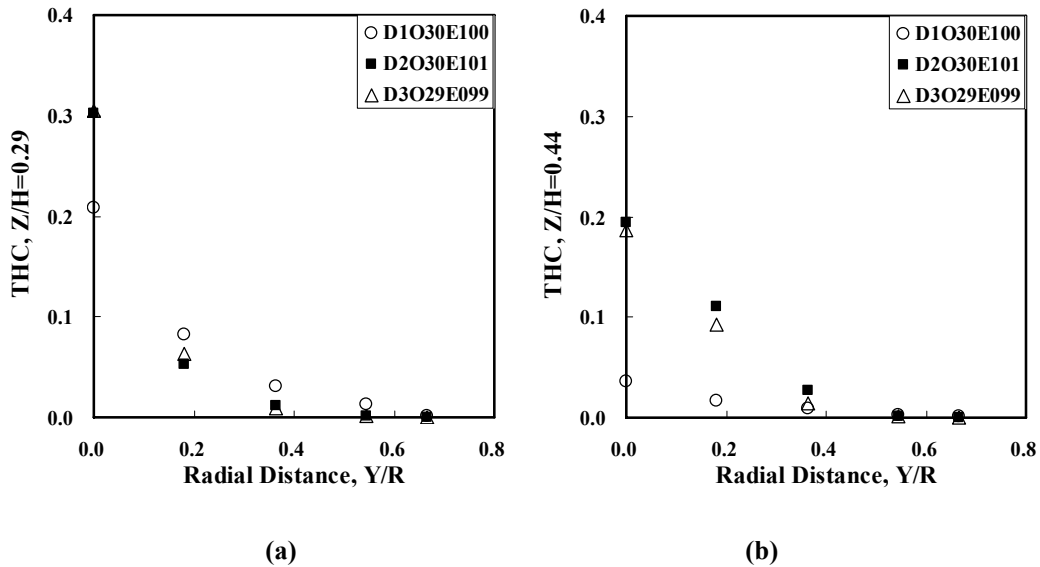 0.4
0.3
0.2
0.1
0.0
THC, Z/H=0.29
D1O30E100
D2O30E101
D3O29E099
0.0 0.2 0.4 0.6 0.8
Radial Distance, Y/R
(a)
0.4
0.3
0.2
0.1
0.0
THC, Z/H=0.44
D1O30E100
D2O30E101
D3O29E099
0.0 0.2 0.4 0.6 0.8
Radial Distance, Y/R
(b)